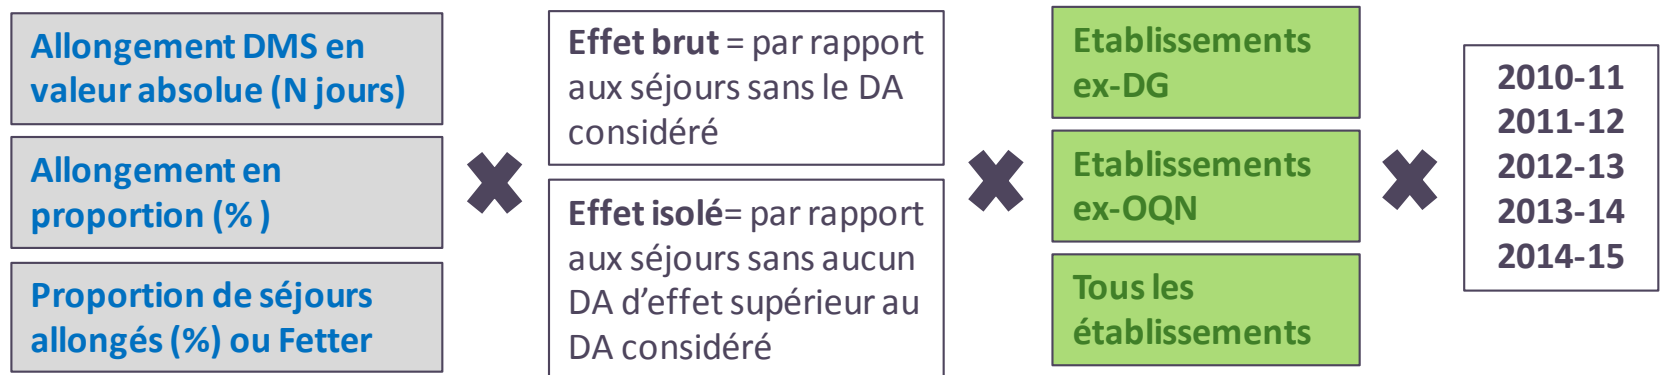 Allongement DMS en
valeur absolue (N jours)
Allongement en
proportion (% )
Proportion de séjours
allongés (%) ou Fetter
Effet brut = par rapport
aux séjours sans le DA
considéré
Effet isolé= par rapport
aux séjours sans aucun
DA d’effet supérieur au
DA considéré
Etablissements
ex-DG
Etablissements
ex-OQN
Tous les
établissements
2010-11
2011-12
2012-13
2013-14
2014-15